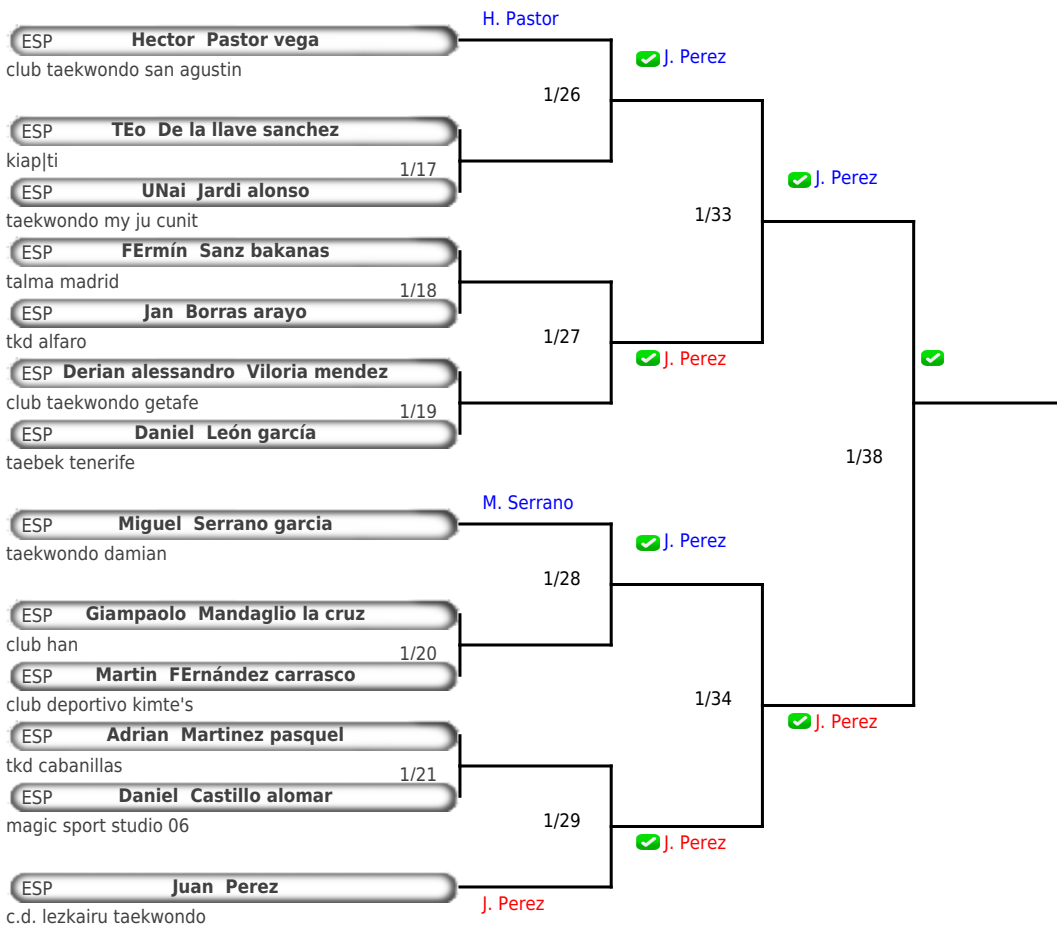 H. Pastor
ESP Hector Pastor vega
club taekwondo san agustin
J. Perez
1/26
ESP TEo De la llave sanchez
kiap|ti
1/17
ESP UNai Jardi alonso
taekwondo my ju cunit
J. Perez
1/33
ESP FErmín Sanz bakanas
talma madrid
1/18
ESP Jan Borras arayo
tkd alfaro
1/27
J. Perez
ESP Derian alessandro Viloria mendez
club taekwondo getafe
1/19
ESP Daniel León garcía
taebek tenerife
1/38
M. Serrano
ESP Miguel Serrano garcia
taekwondo damian
J. Perez
1/28
ESP Giampaolo Mandaglio la cruz
club han
1/20
ESP Martin FErnández carrasco
club deportivo kimte's
1/34
J. Perez
ESP Adrian Martinez pasquel
tkd cabanillas
1/21
ESP Daniel Castillo alomar
magic sport studio 06
1/29
J. Perez
ESP Juan Perez
J. Perez
c.d. lezkairu taekwondo